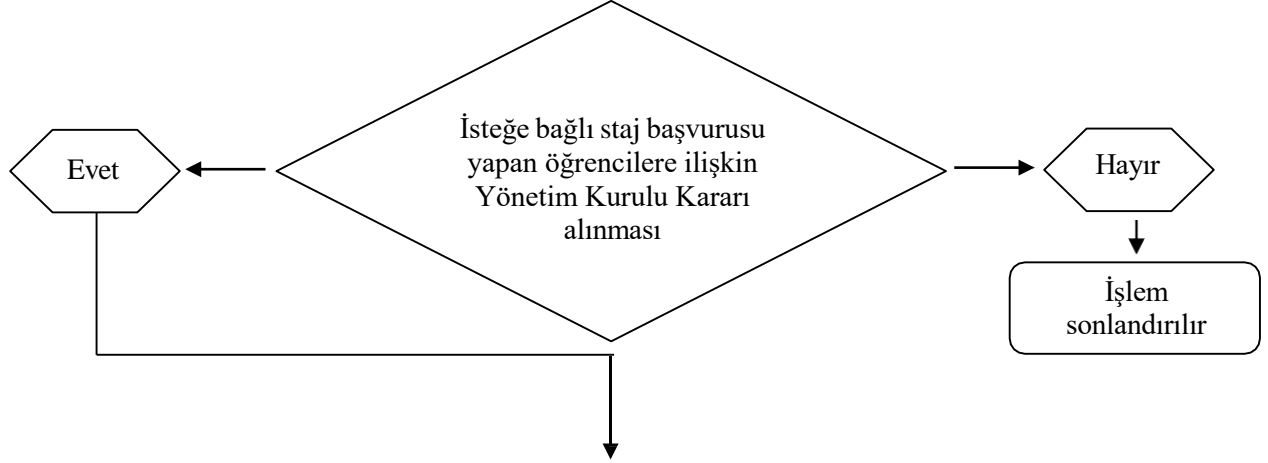 İsteğe bağlı staj başvurusu
yapan öğrencilere ilişkin
Yönetim Kurulu Kararı
alınması
Evet
Hayır
İşlem
sonlandırılır